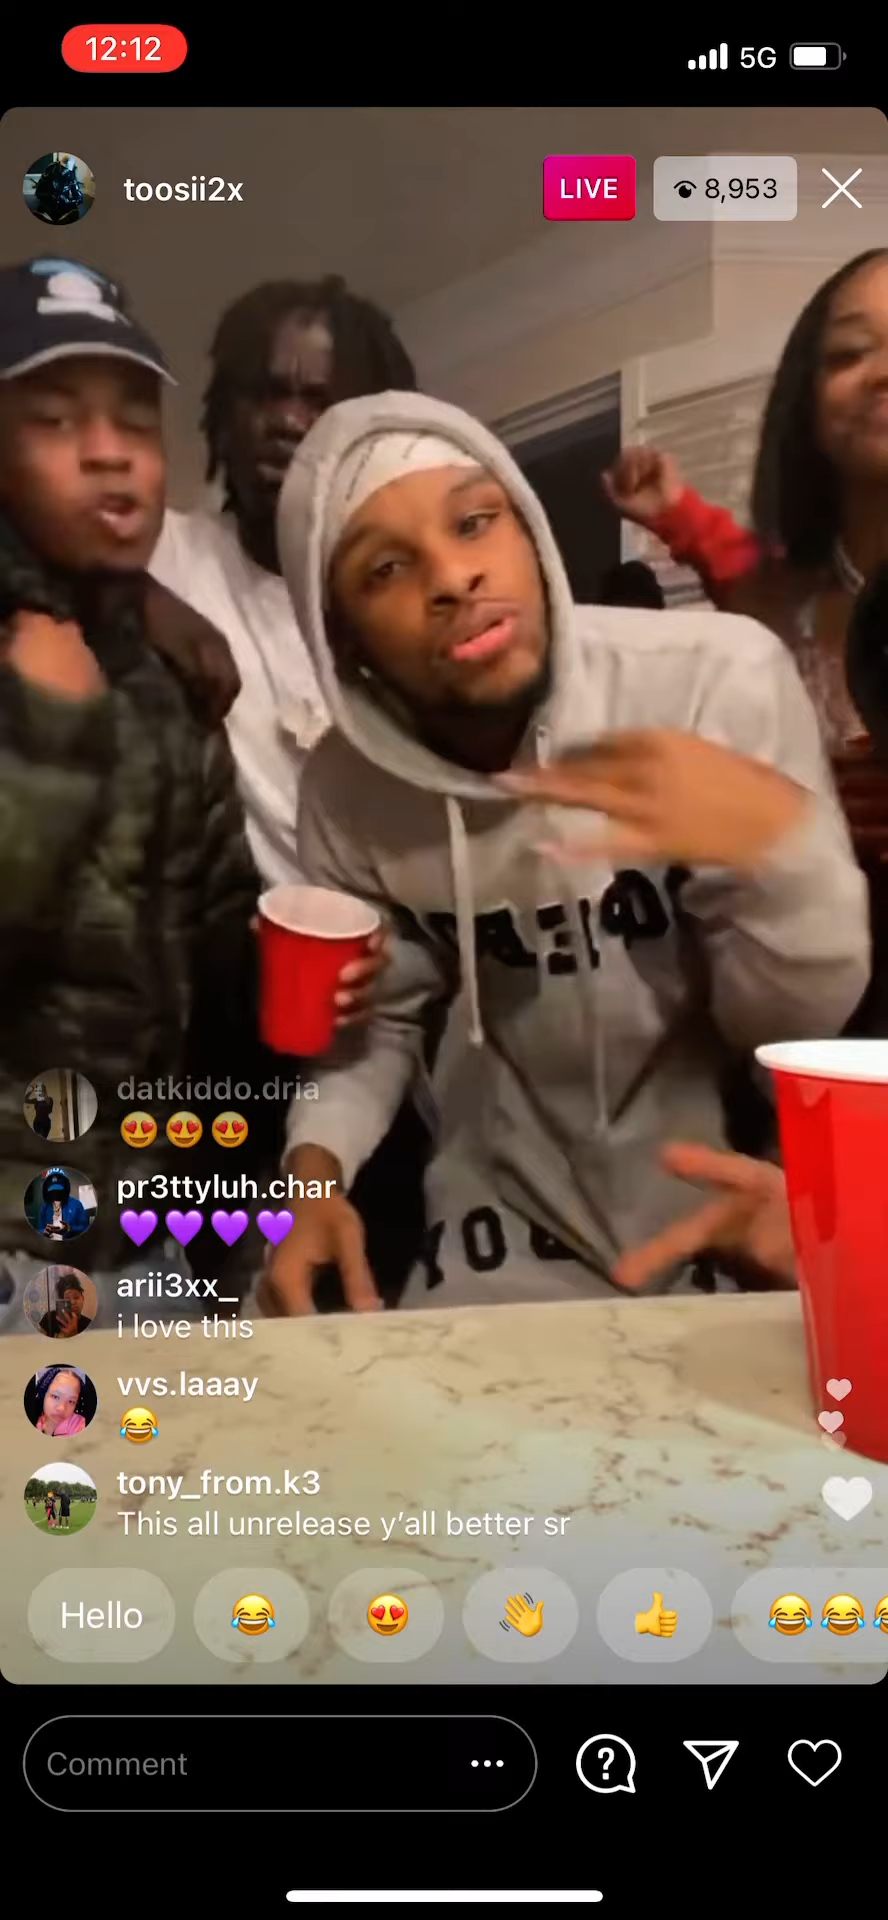 12:12
5G
toosii2x
LIVE
8,953
datkiddo.dria
😍😍😍
pr3ttyluh.char
💜💜💜💜
arii3xx_
i love this
vvs.laaay
😂
tony_from.k3
This all unrelease y’all better sr
Hello
😂
😍
👋
👍
😂😂😂
Comment